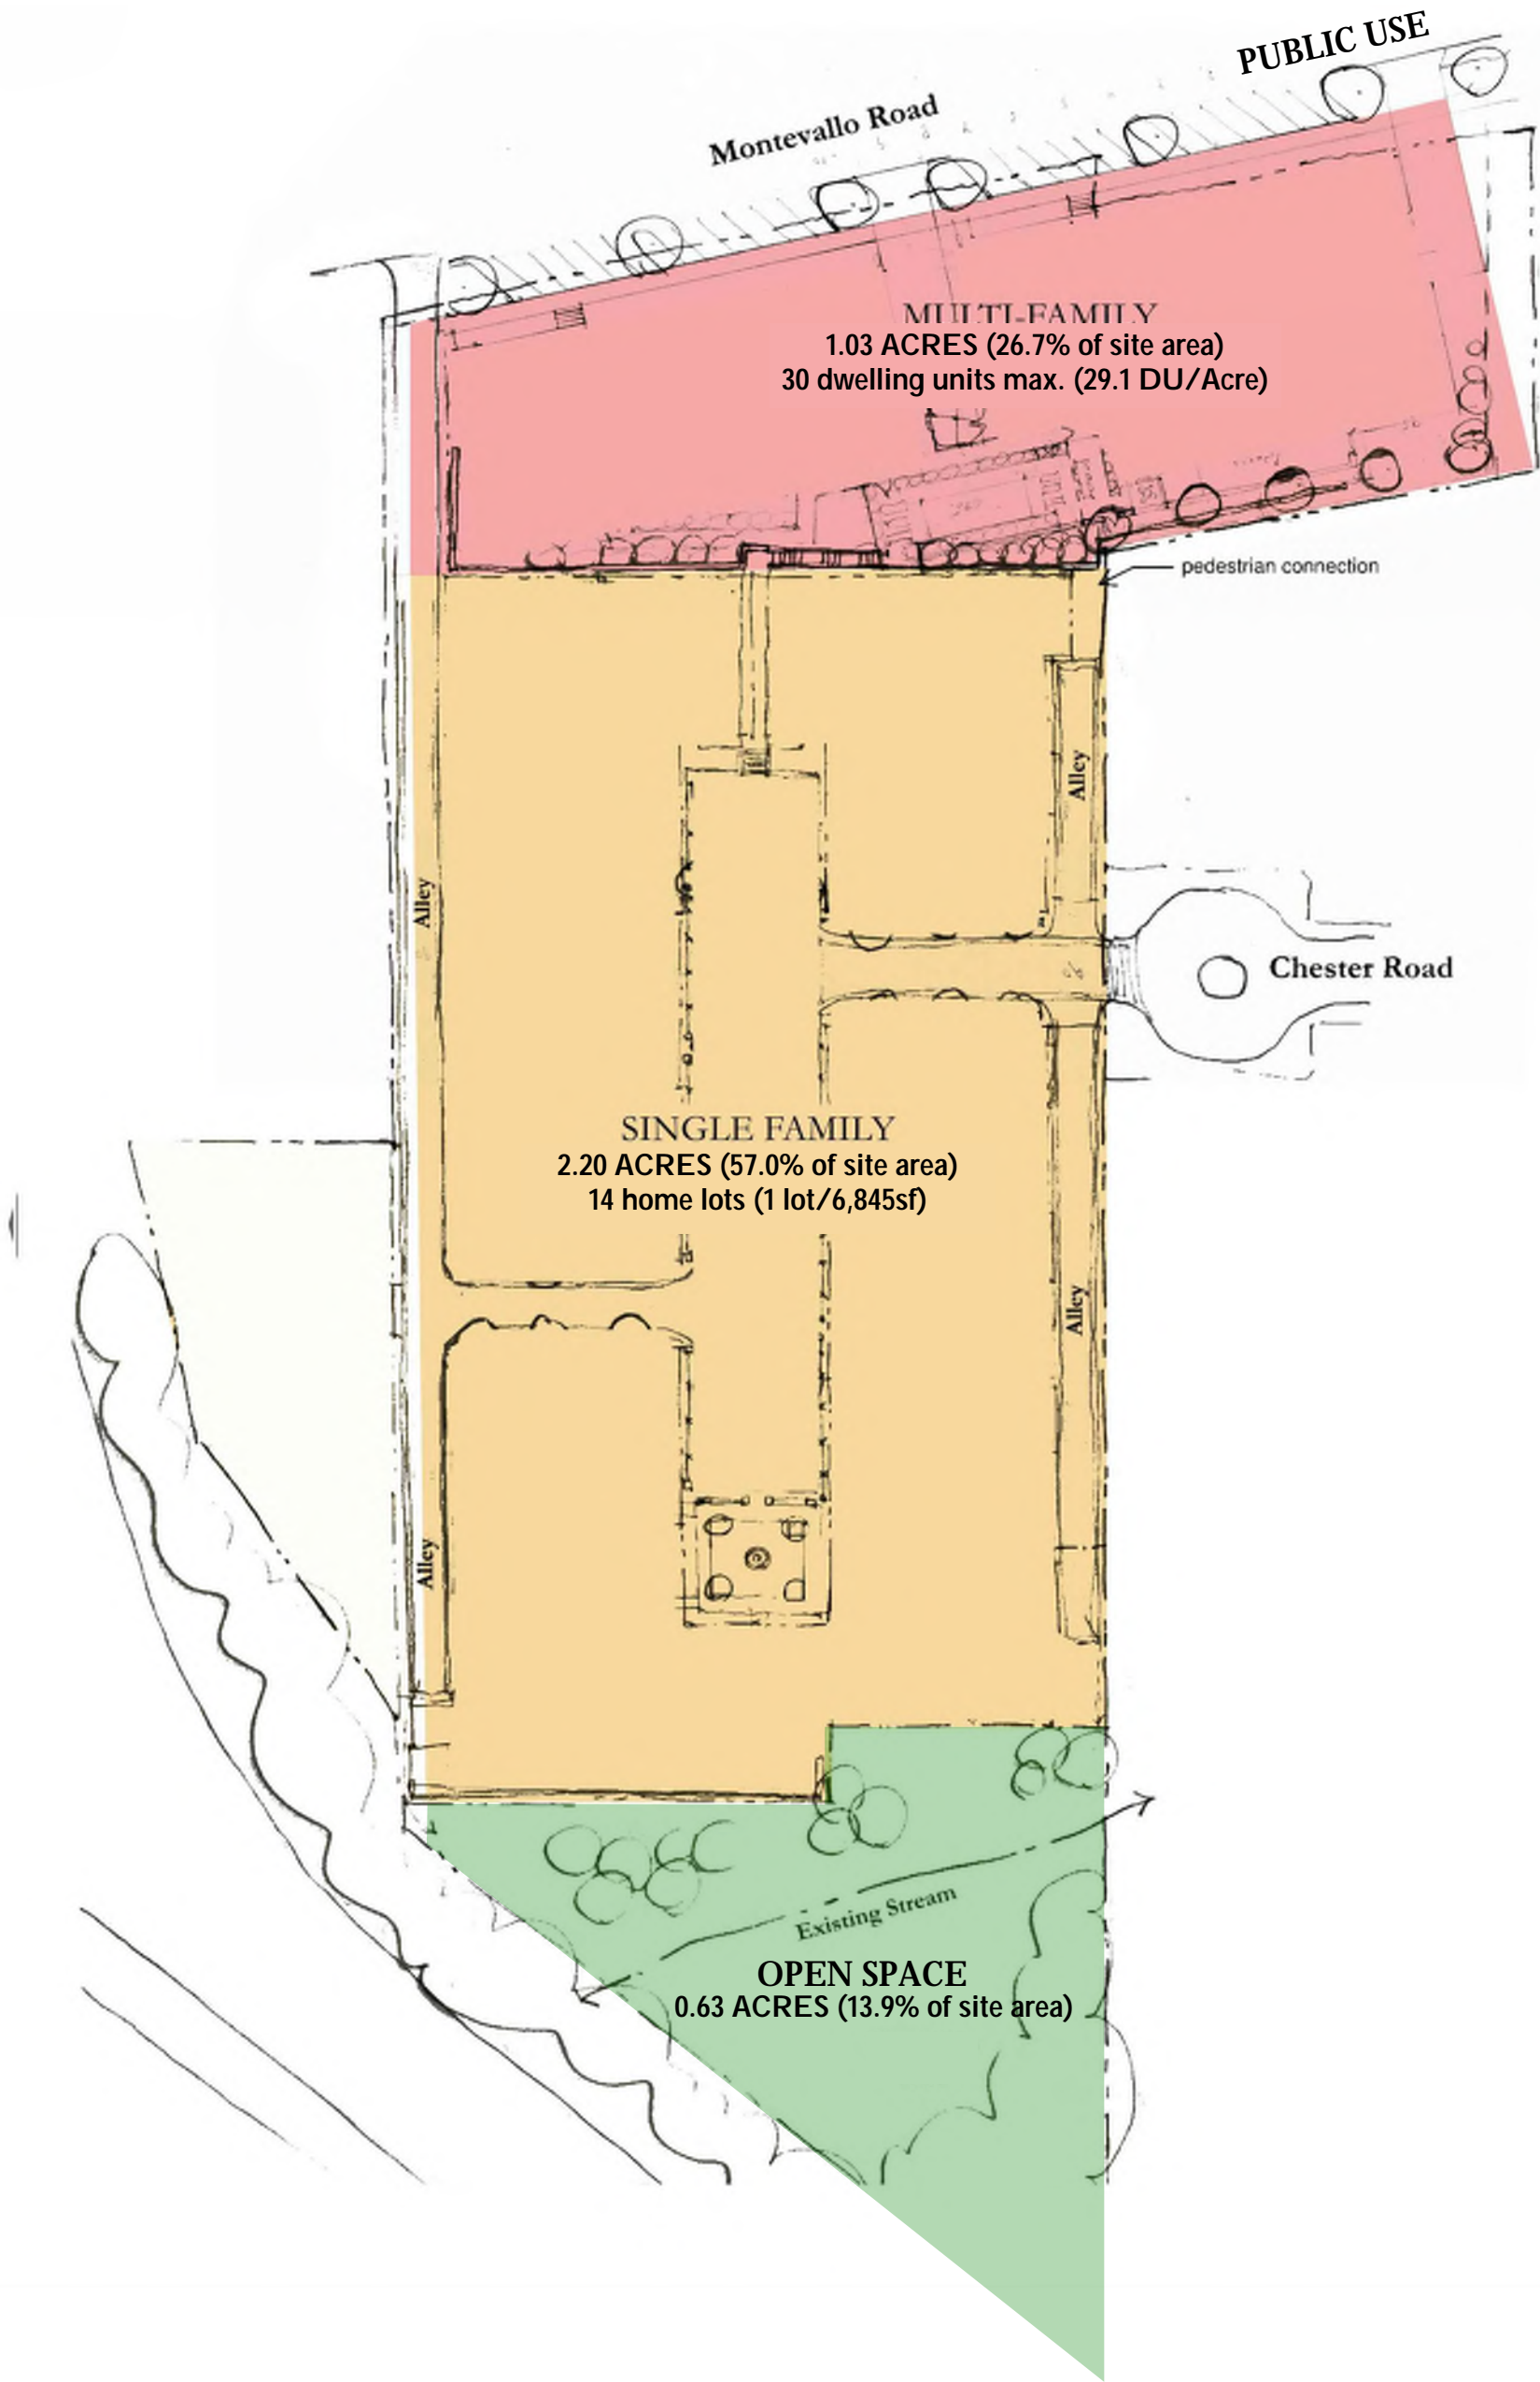 PUBLIC USE
Montevallo Road
MULTI-FAMILY
1.03 ACRES (26.7% of site area)
30 dwelling units max. (29.1 DU/Acre)
pedestrian connection
Alley
Alley
Chester Road
SINGLE FAMILY
2.20 ACRES (57.0% of site area)
14 home lots (1 lot/6,845sf)
Alley
Alley
Existing Stream
OPEN SPACE
0.63 ACRES (13.9% of site area)